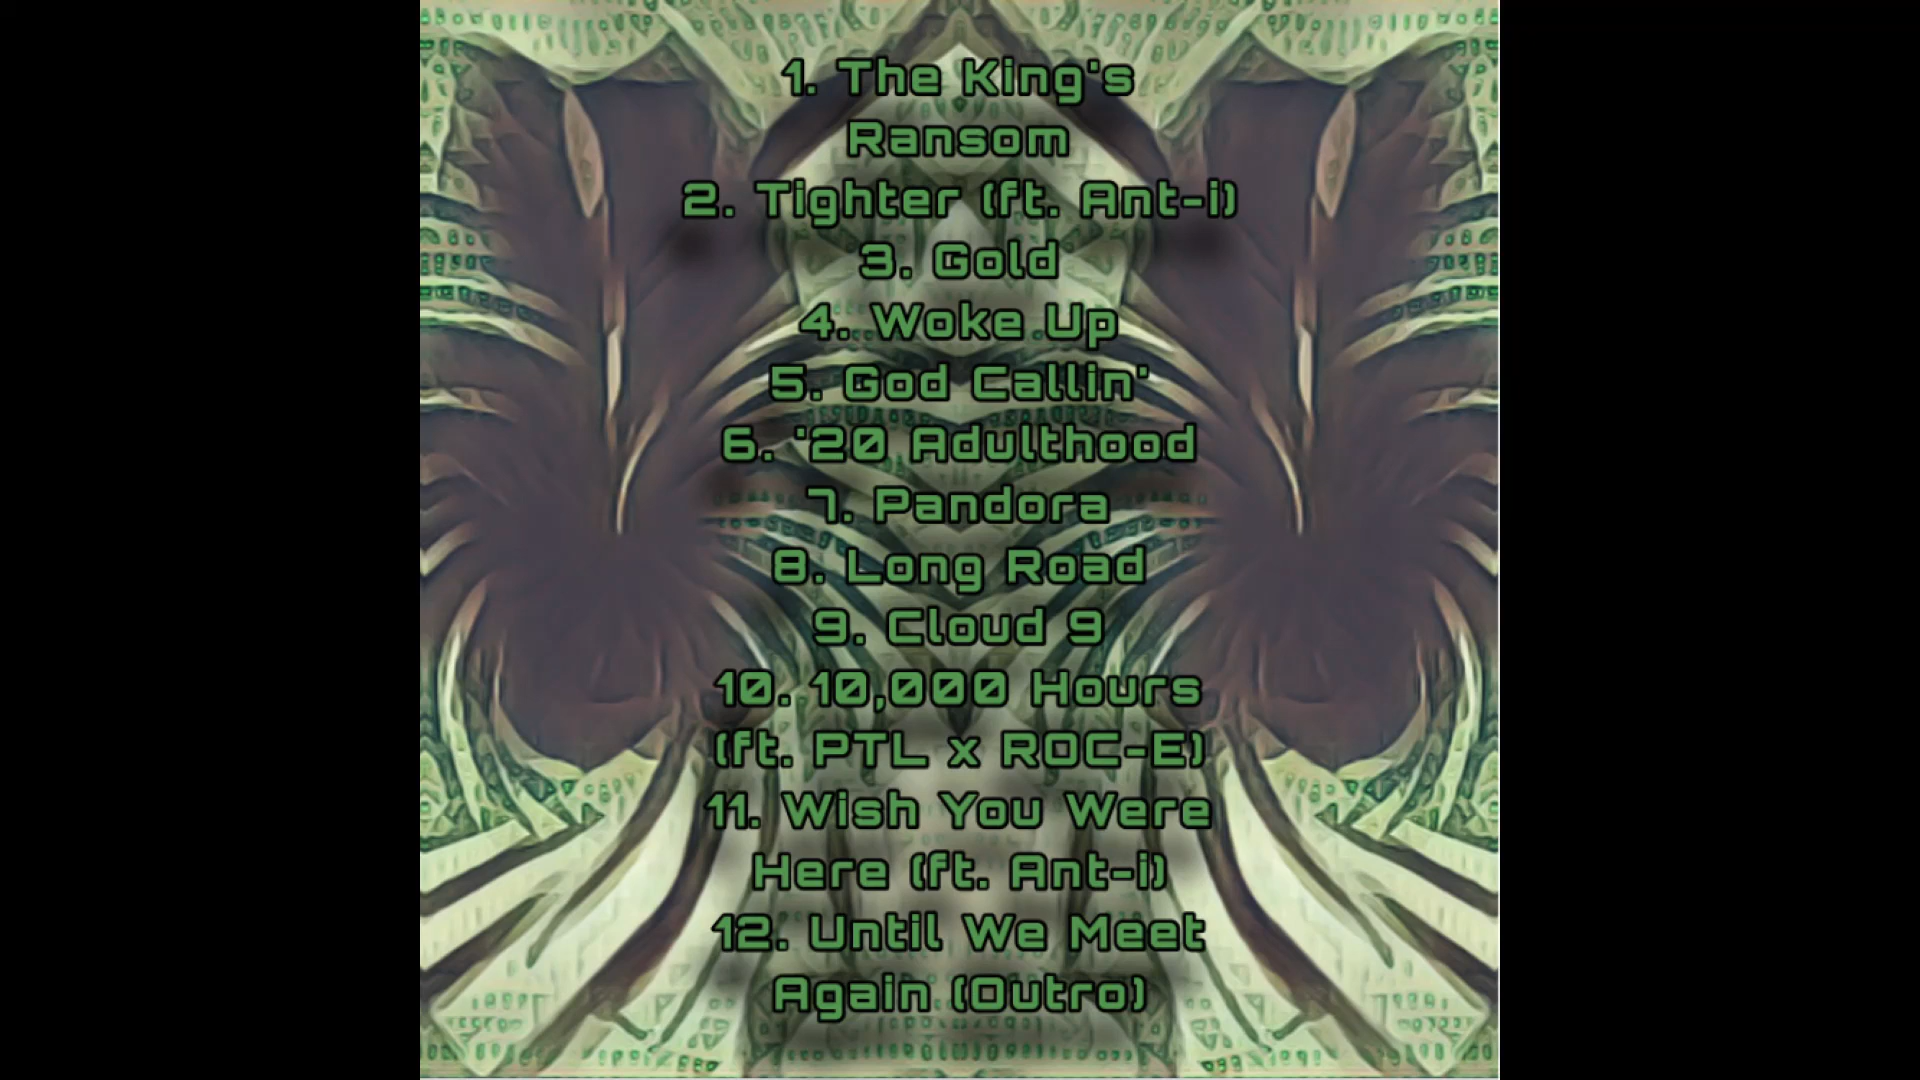 1. The King's
Ransom
2. Tighter (ft. Ant-i)
3. Gold
4. Woke Up
5. God Callin'
6. '20 Adulthood
7. Pandora
8. Long Road
9. Cloud 9
10. 10,000 Hours
(ft. PTL x ROC-E)
11. Wish You Were
Here (ft. Ant-i)
12. Until We Meet
Again (Outro)